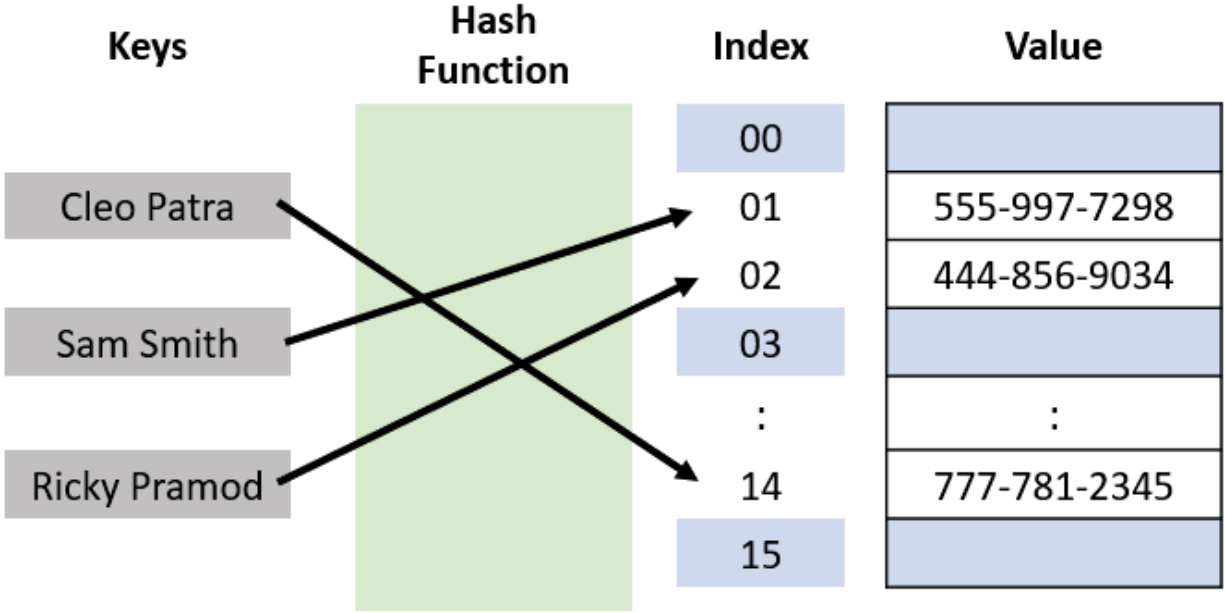 Keys
Hash
Function
Index
Value
00
Cleo Patra
01
555-997-7298
02
444-856-9034
Sam Smith
03
:
:
Ricky Pramod
14
777-781-2345
15